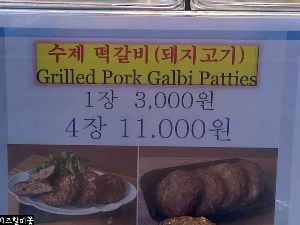 수제 떡갈비(돼지고기)
Grilled Pork Galbi Patties
1장 3,000원
4장 11.000원